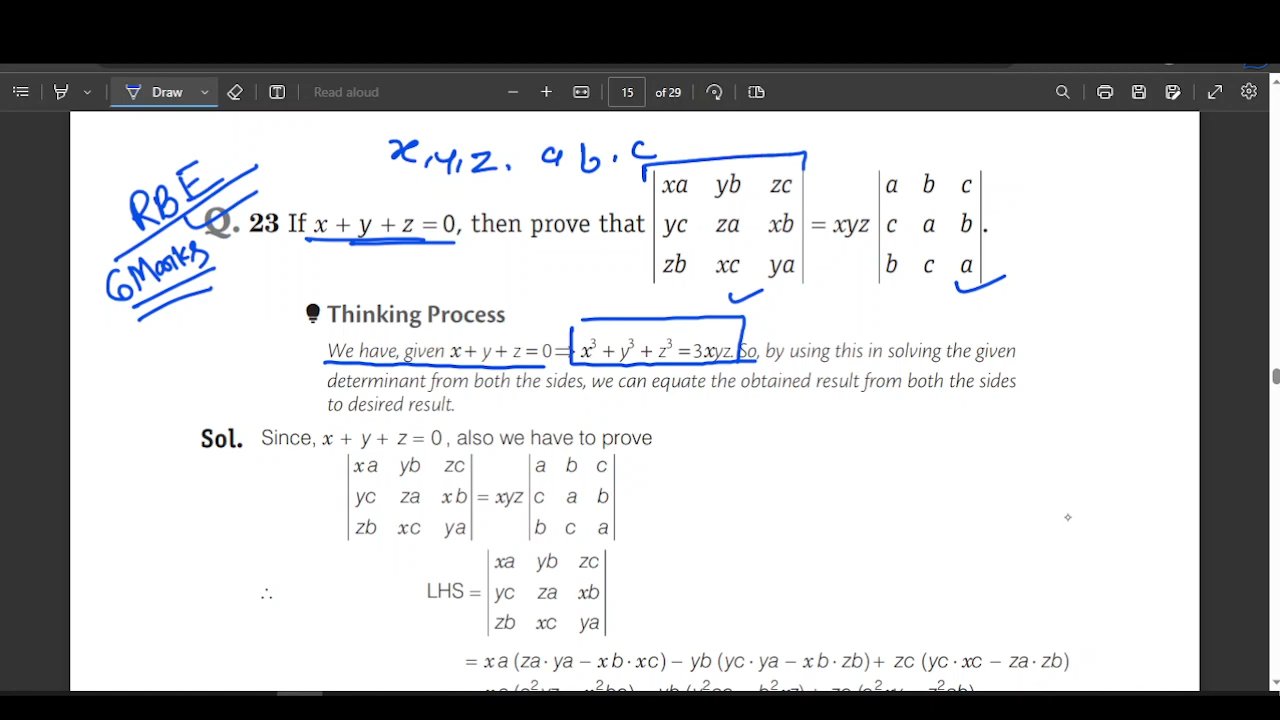 Draw
Read aloud
15 of 29
x, y, z. a b. c
RBE
6 Marks
Q. 23 If x + y + z = 0, then prove that | xa yb zc | = xyz | a b c |.
| yc za xb | | c a b |
| zb xc ya | | b c a |
Thinking Process
We have, given x + y + z = 0 ⇒ x³ + y³ + z³ = 3xyz. So, by using this in solving the given
determinant from both the sides, we can equate the obtained result from both the sides
to desired result.
Sol. Since, x + y + z = 0, also we have to prove
| xa yb zc | | a b c |
| yc za xb | = xyz | c a b |
| zb xc ya | | b c a |
| xa yb zc |
∴ LHS = | yc za xb |
| zb xc ya |
= xa (za · ya − xb · xc) − yb (yc · ya − xb · zb) + zc (yc · xc − za · zb)